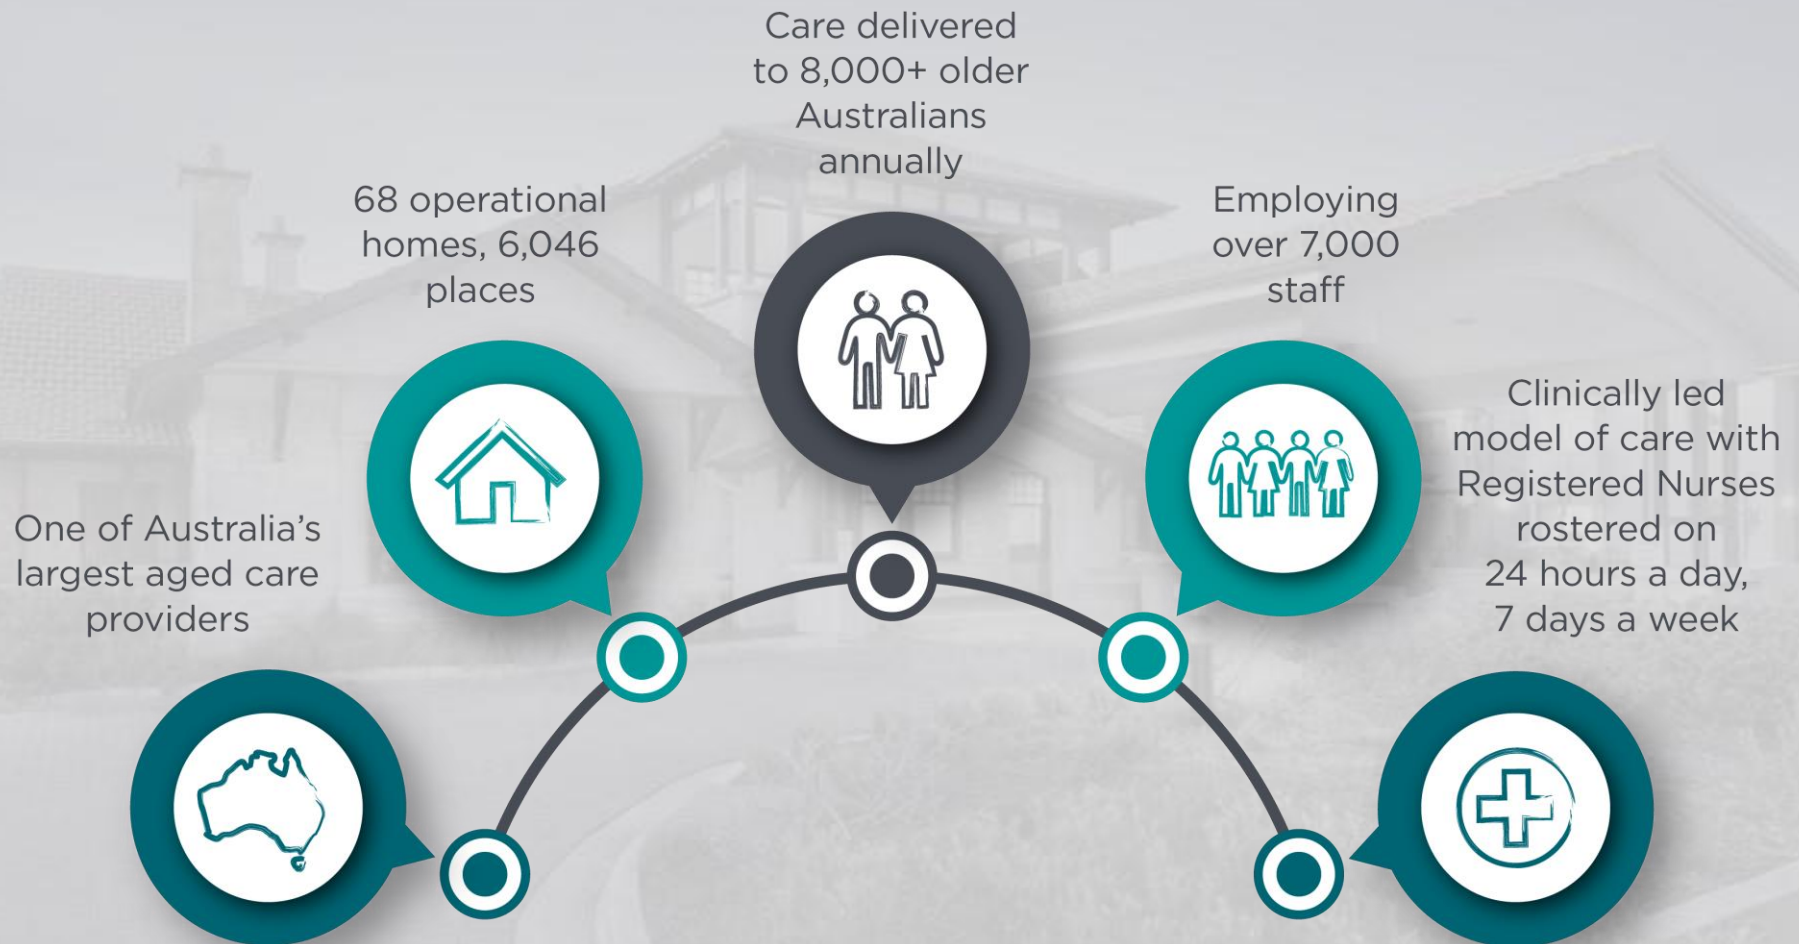 One of Australia’s
largest aged care
providers
68 operational
homes, 6,046
places
Care delivered
to 8,000+ older
Australians
annually
Employing
over 7,000
staff
Clinically led
model of care with
Registered Nurses
rostered on
24 hours a day,
7 days a week